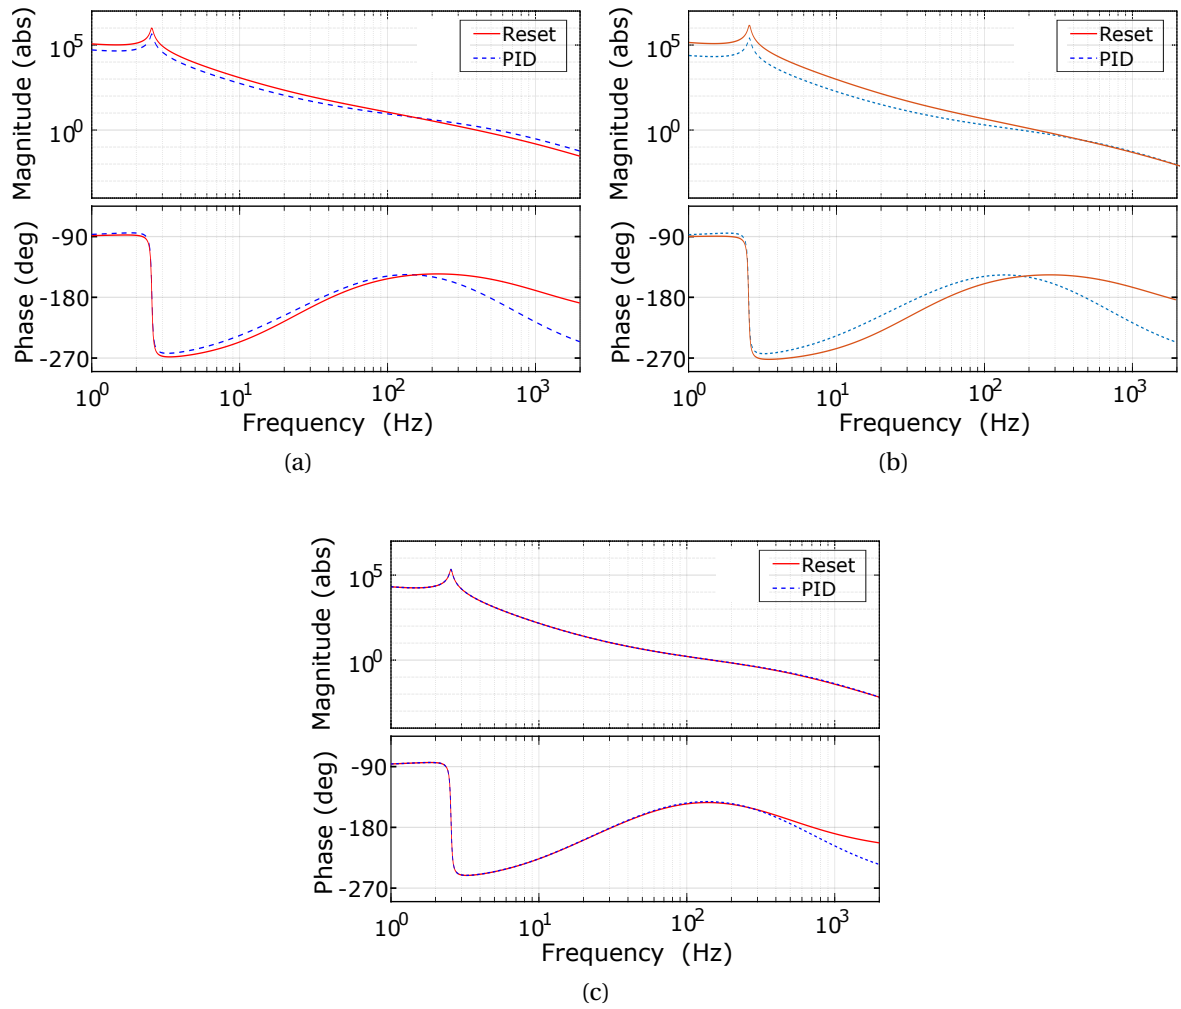 Magnitude (abs)
10^5
10^0
Reset
PID
Phase (deg)
-90
-180
-270
10^0
10^1
10^2
10^3
Frequency (Hz)
(a)
Magnitude (abs)
10^5
10^0
Reset
PID
Phase (deg)
-90
-180
-270
10^0
10^1
10^2
10^3
Frequency (Hz)
(b)
Magnitude (abs)
10^5
10^0
Reset
PID
Phase (deg)
-90
-180
-270
10^0
10^1
10^2
10^3
Frequency (Hz)
(c)